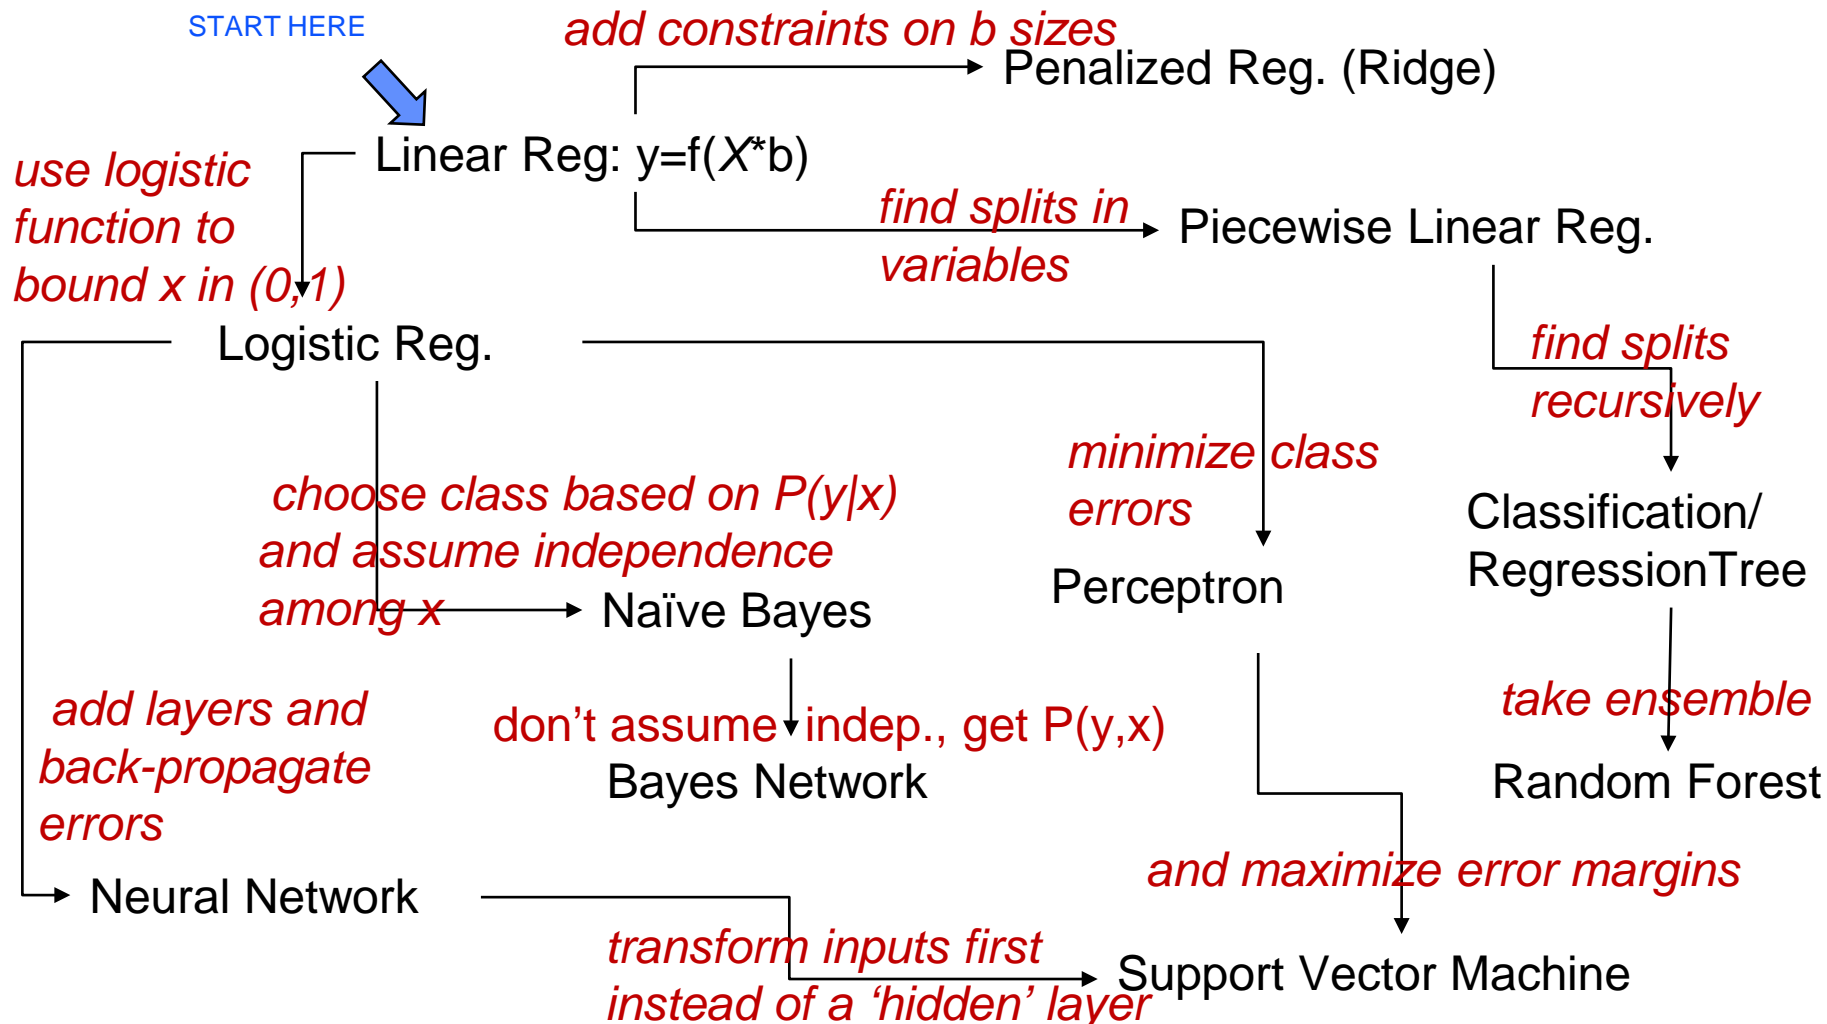 START HERE
add constraints on b sizes
Penalized Reg. (Ridge)
Linear Reg: y=f(X*b)
use logistic
function to
bound x in (0,1)
find splits in
variables
Piecewise Linear Reg.
Logistic Reg.
find splits
recursively
minimize class
errors
choose class based on P(y|x)
and assume independence
among x
Naïve Bayes
Perceptron
Classification/
RegressionTree
add layers and
back-propagate
errors
don’t assume indep., get P(y,x)
Bayes Network
take ensemble
Random Forest
and maximize error margins
Neural Network
transform inputs first
instead of a ‘hidden’ layer
Support Vector Machine